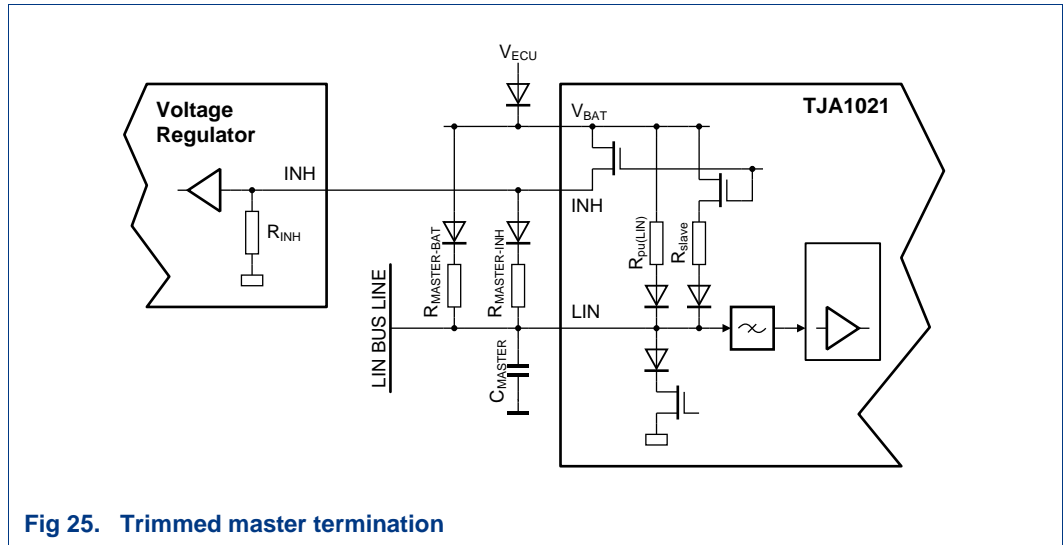 VECU
Voltage
Regulator
TJA1021
VBAT
INH
INH
RINH
RMASTER-BAT
RMASTER-INH
Rpu(LIN)
Rslave
LIN BUS LINE
LIN
CMASTER
Fig 25. Trimmed master termination